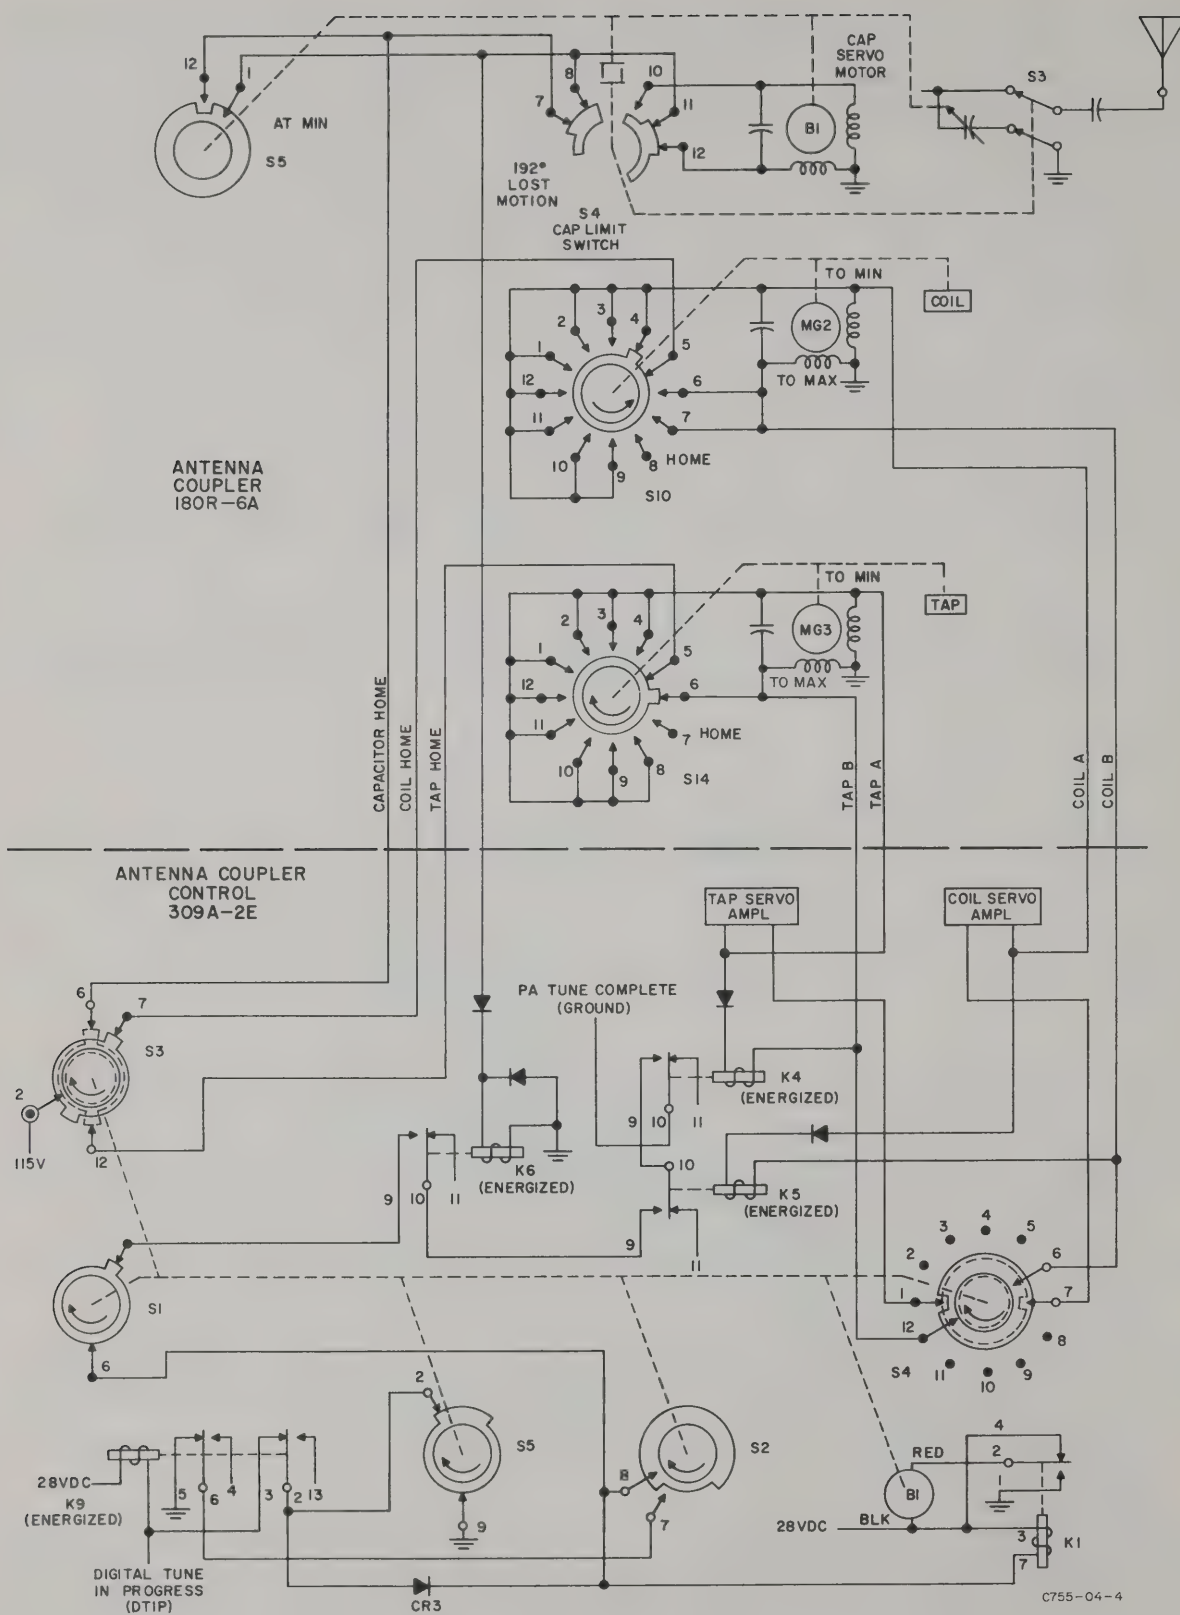 12
1
AT MIN
S5
8
7
192°
LOST
MOTION
S4
CAP LIMIT
SWITCH
10
11
12
CAP
SERVO
MOTOR
B1
S3
1
2
3
4
5
6
7
8
HOME
9
10
11
12
S10
TO MIN
MG2
TO MAX
COIL
ANTENNA
COUPLER
180R-6A
1
2
3
4
5
6
7
HOME
8
9
10
11
12
S14
TO MIN
MG3
TO MAX
TAP
CAPACITOR HOME
COIL HOME
TAP HOME
TAP B
TAP A
COIL A
COIL B
ANTENNA COUPLER
CONTROL
309A-2E
TAP SERVO
AMPL
COIL SERVO
AMPL
6
7
S3
2
115V
12
PA TUNE COMPLETE
(GROUND)
K4
(ENERGIZED)
9
10
11
K6
(ENERGIZED)
9
10
11
10
K5
(ENERGIZED)
9
11
S1
6
1
2
3
4
5
6
7
8
9
10
11
12
S4
2
S5
9
8
S2
7
28VDC
K9
(ENERGIZED)
5
6
4
3
2
13
DIGITAL TUNE
IN PROGRESS
(DTIP)
CR3
RED
B1
BLK
28VDC
4
2
3
7
K1
C755-04-4